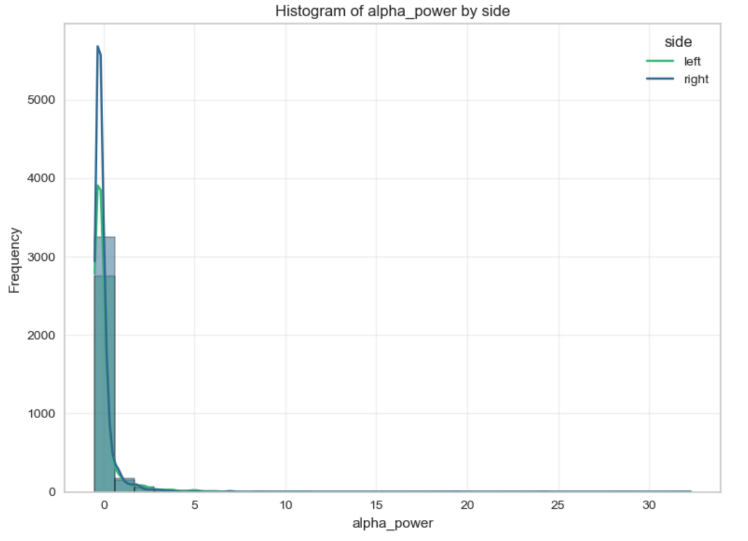 Histogram of alpha_power by side
side
left
right
5000
4000
3000
2000
1000
0
Frequency
0 5 10 15 20 25 30
alpha_power